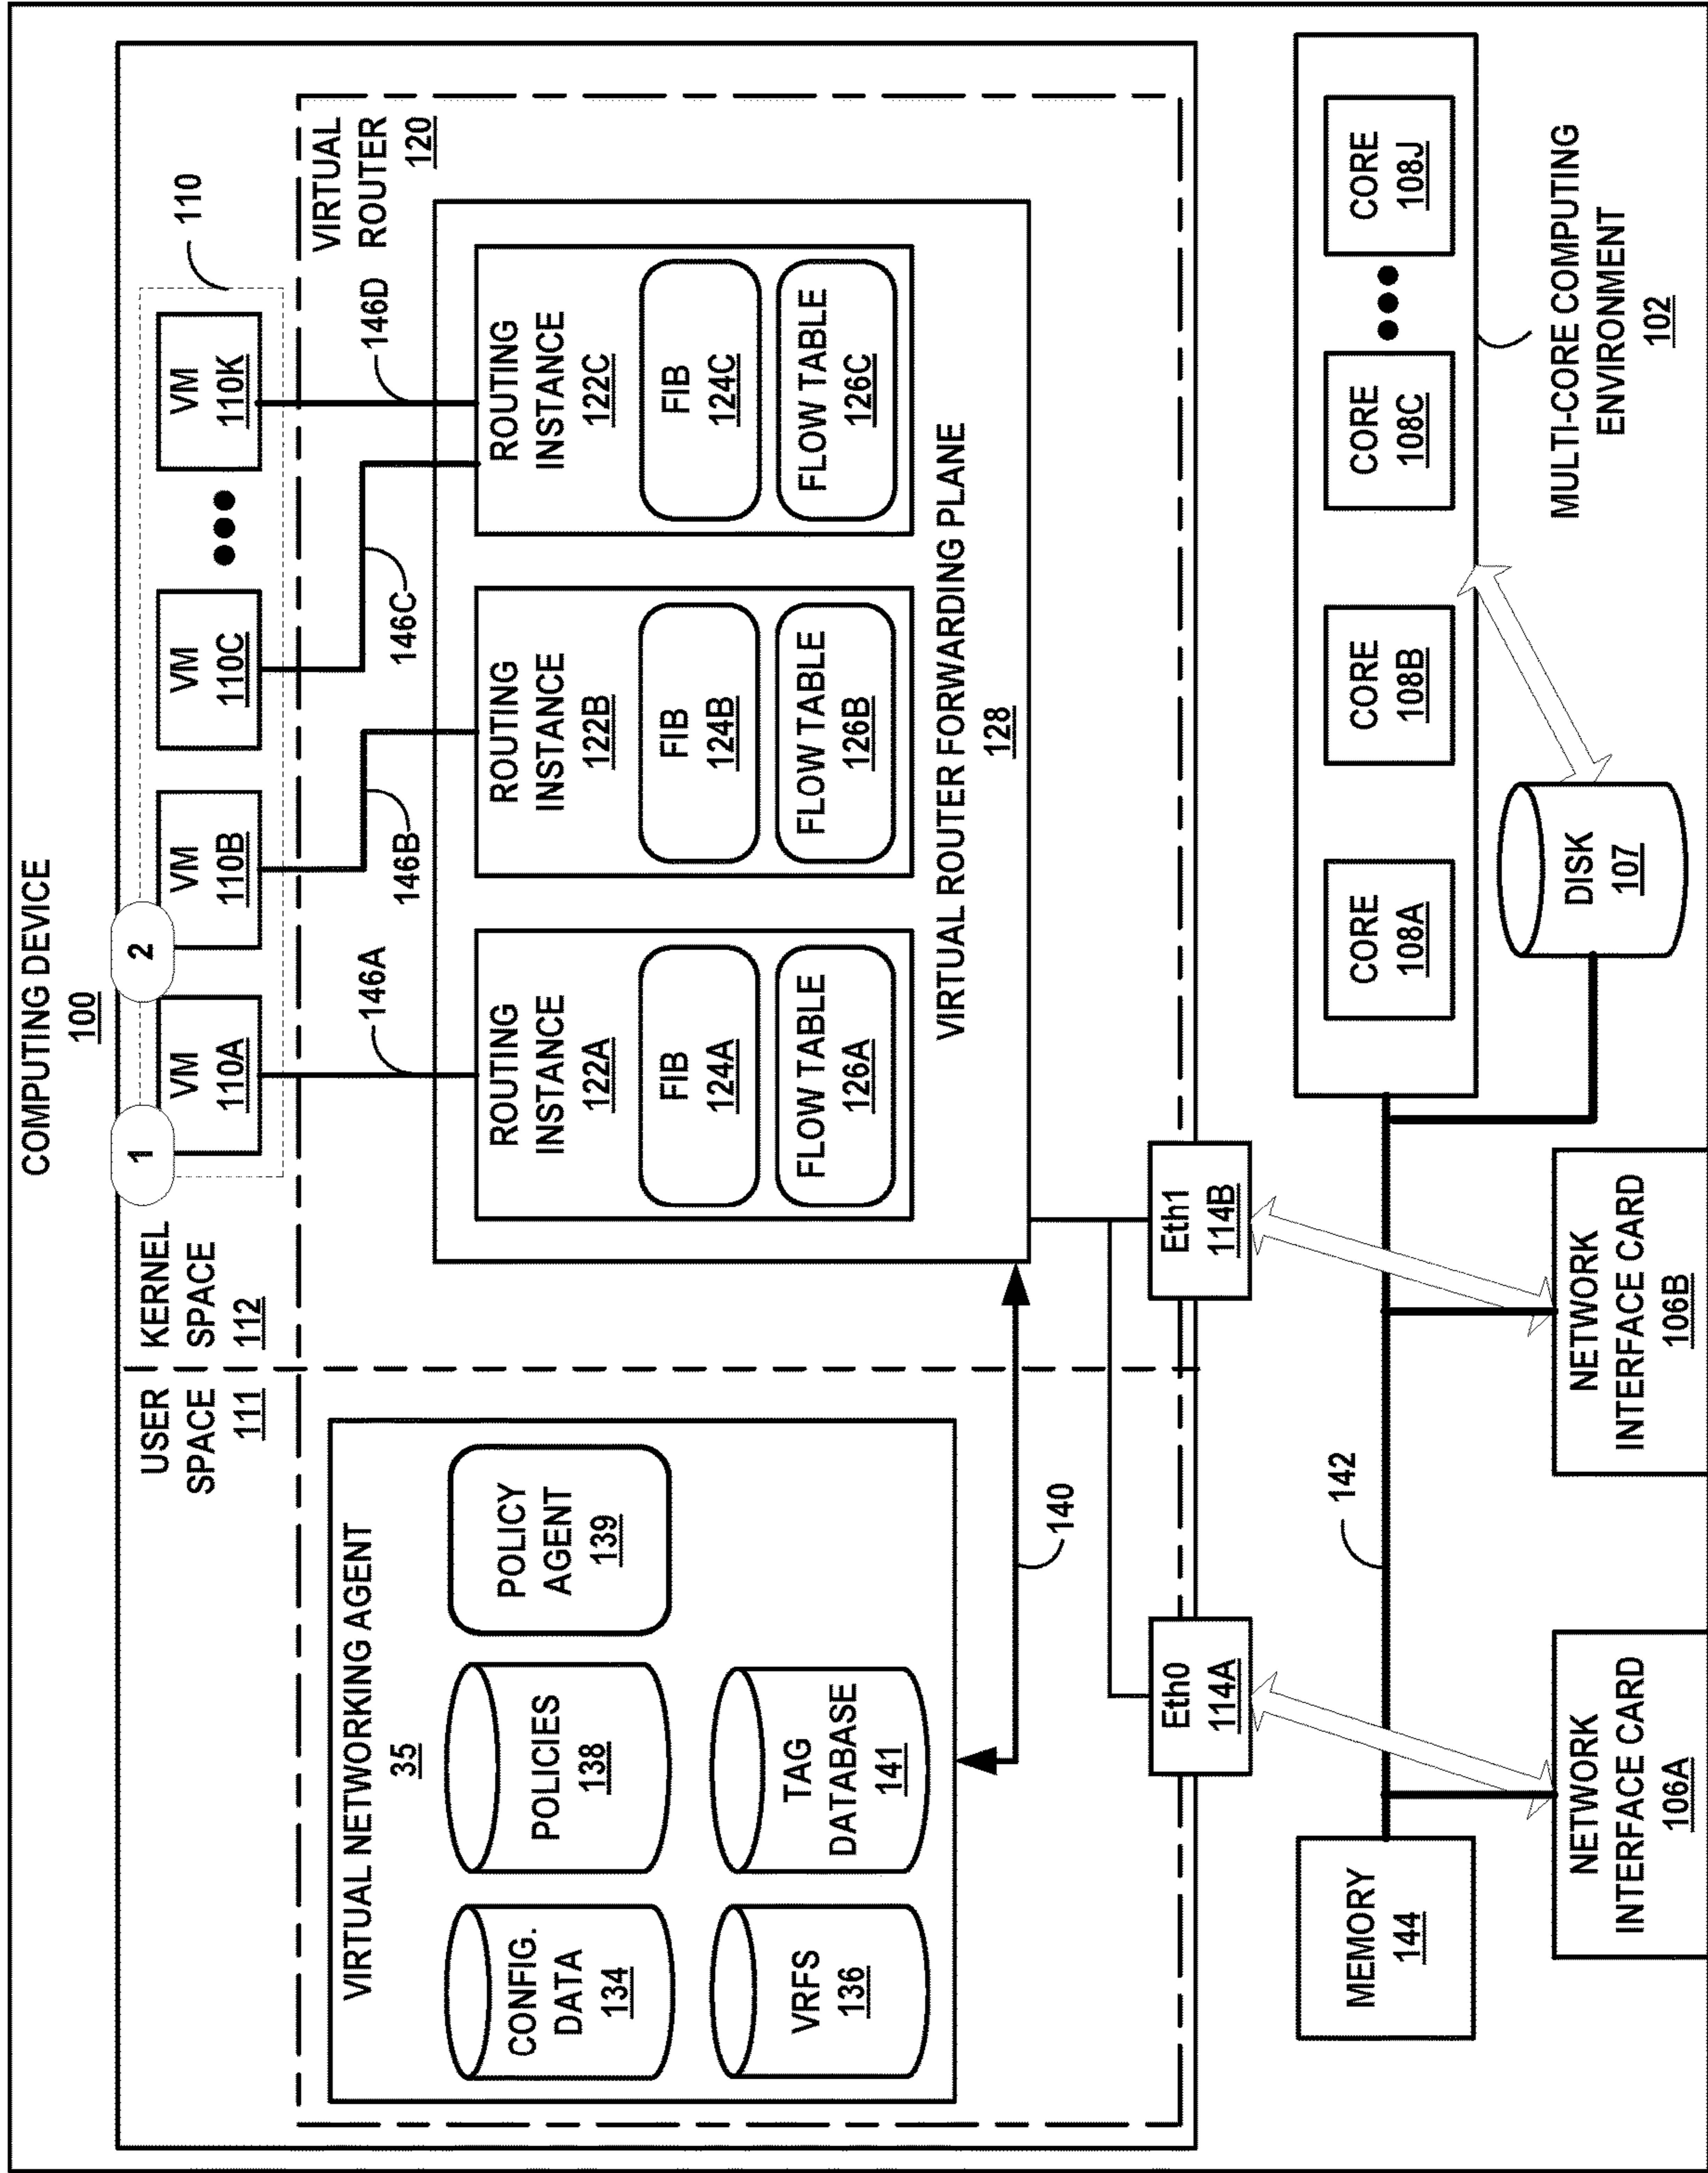 COMPUTING DEVICE
100
USER
SPACE
111
KERNEL
SPACE
112
1
2
VM
110A
VM
110B
VM
110C
VM
110K
110
VIRTUAL NETWORKING AGENT
35
CONFIG.
DATA
134
POLICIES
138
POLICY
AGENT
139
VRFS
136
TAG
DATABASE
141
146A
146B
146C
146D
VIRTUAL
ROUTER
120
ROUTING
INSTANCE
122A
FIB
124A
FLOW TABLE
126A
ROUTING
INSTANCE
122B
FIB
124B
FLOW TABLE
126B
ROUTING
INSTANCE
122C
FIB
124C
FLOW TABLE
126C
VIRTUAL ROUTER FORWARDING PLANE
128
140
Eth0
114A
Eth1
114B
MEMORY
144
142
CORE
108A
CORE
108B
CORE
108C
CORE
108J
NETWORK
INTERFACE CARD
106A
NETWORK
INTERFACE CARD
106B
DISK
107
MULTI-CORE COMPUTING
ENVIRONMENT
102